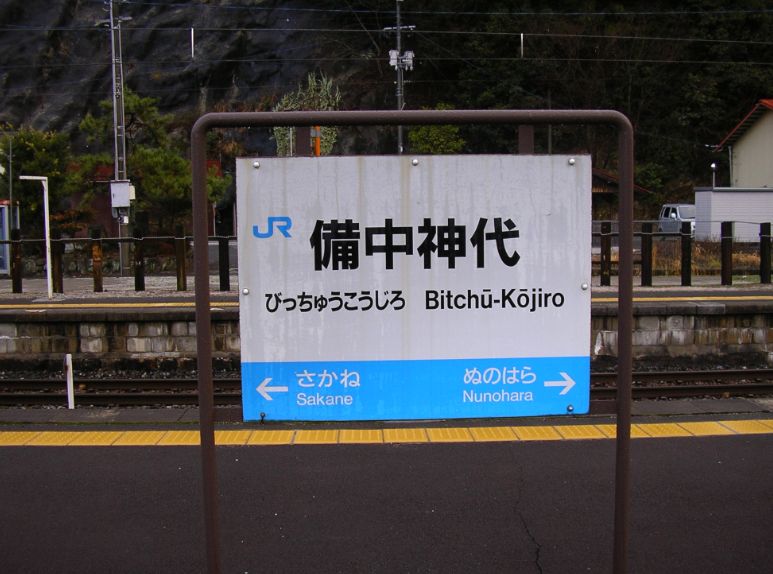 JR
備中神代
びっちゅうこうじろ Bitchū-Kōjiro
← さかね ぬのはら →
Sakane Nunohara